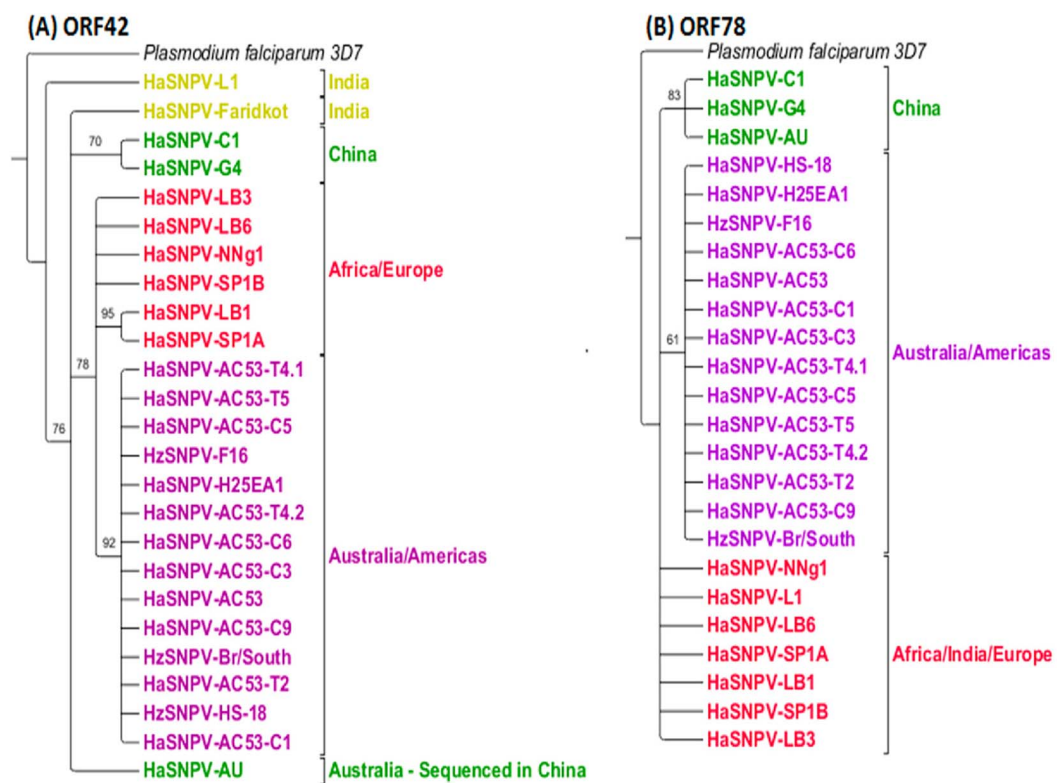 (A) ORF42
Plasmodium falciparum 3D7
HaSNPV-L1
India
HaSNPV-Faridkot
India
70
HaSNPV-C1
HaSNPV-G4
China
HaSNPV-LB3
HaSNPV-LB6
HaSNPV-NNg1
HaSNPV-SP1B
Africa/Europe
95
HaSNPV-LB1
HaSNPV-SP1A
78
HaSNPV-AC53-T4.1
HaSNPV-AC53-T5
HaSNPV-AC53-C5
76
HzSNPV-F16
HaSNPV-H25EA1
HaSNPV-AC53-T4.2
92
HaSNPV-AC53-C6
Australia/Americas
HaSNPV-AC53-C3
HaSNPV-AC53
HaSNPV-AC53-C9
HzSNPV-Br/South
HaSNPV-AC53-T2
HzSNPV-HS-18
HaSNPV-AC53-C1
HaSNPV-AU
Australia - Sequenced in China
(B) ORF78
Plasmodium falciparum 3D7
HaSNPV-C1
83
HaSNPV-G4
China
HaSNPV-AU
HaSNPV-HS-18
HaSNPV-H25EA1
HzSNPV-F16
HaSNPV-AC53-C6
HaSNPV-AC53
HaSNPV-AC53-C1
61
HaSNPV-AC53-C3
Australia/Americas
HaSNPV-AC53-T4.1
HaSNPV-AC53-C5
HaSNPV-AC53-T5
HaSNPV-AC53-T4.2
HaSNPV-AC53-T2
HaSNPV-AC53-C9
HzSNPV-Br/South
HaSNPV-NNg1
HaSNPV-L1
HaSNPV-LB6
HaSNPV-SP1A
Africa/India/Europe
HaSNPV-LB1
HaSNPV-SP1B
HaSNPV-LB3